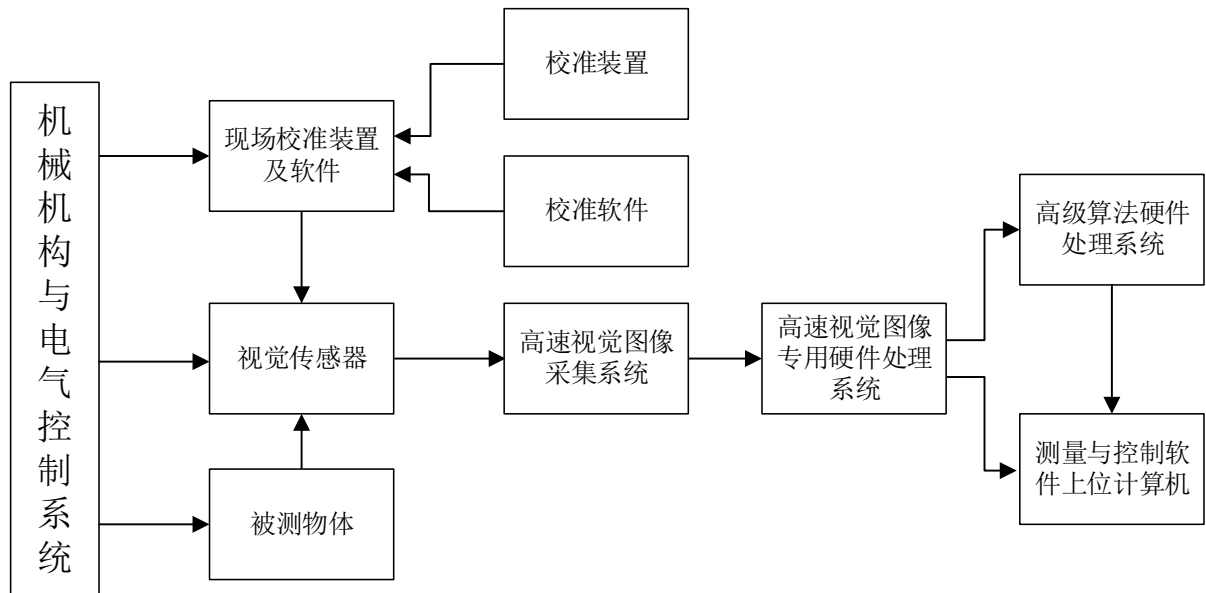 机械机构与电气控制系统
现场校准装置
及软件
校准装置
校准软件
视觉传感器
被测物体
高速视觉图像
采集系统
高速视觉图像
专用硬件处理
系统
高级算法硬件
处理系统
测量与控制软
件上位计算机